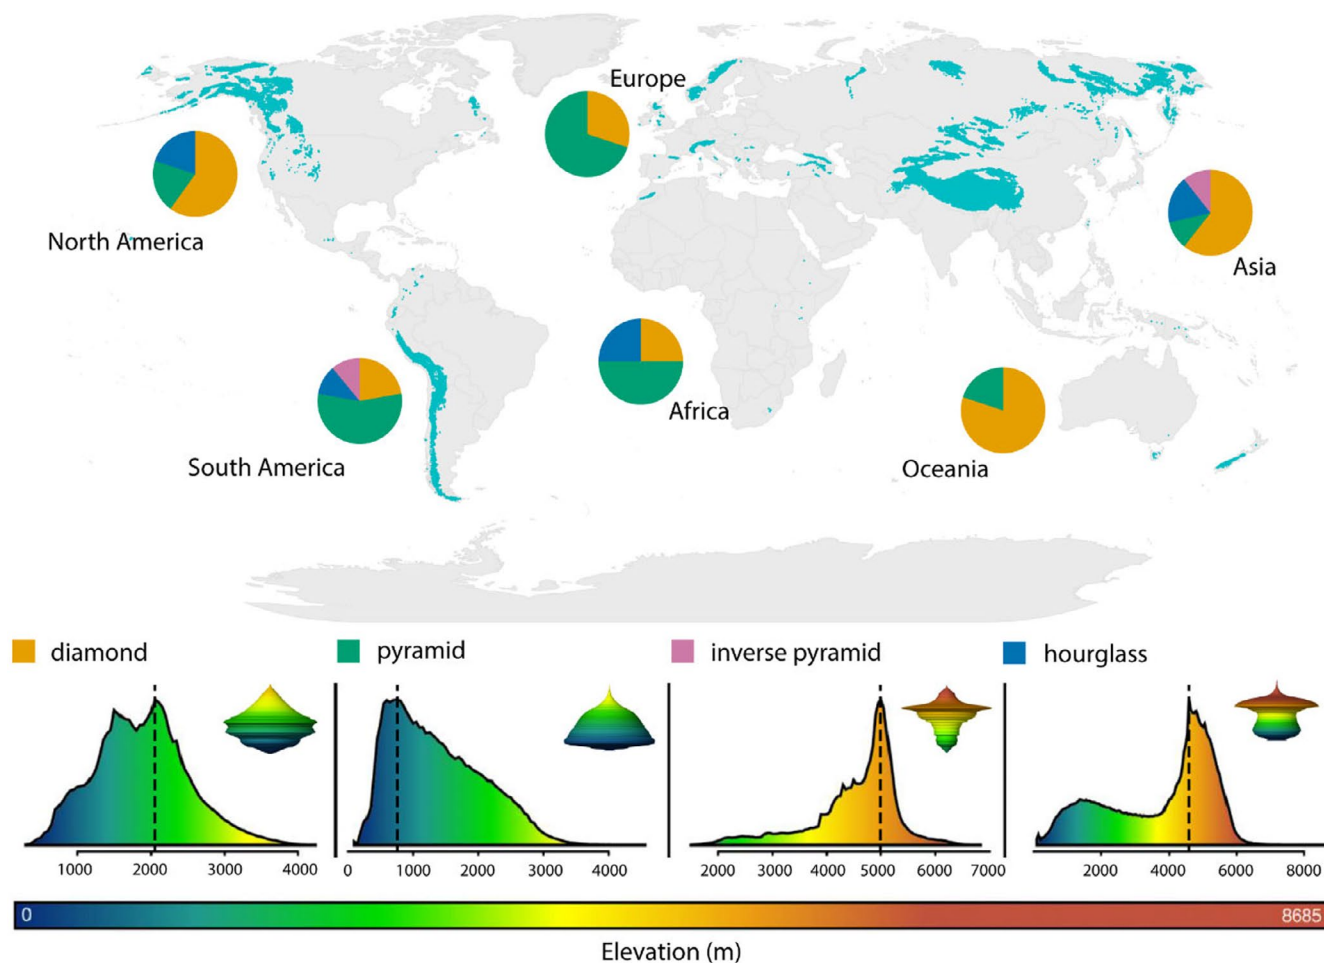 Europe
North America
Asia
South America
Africa
Oceania
diamond
pyramid
inverse pyramid
hourglass
1000 2000 3000 4000
0 1000 2000 3000 4000
2000 3000 4000 5000 6000 7000
2000 4000 6000 8000
0 8685
Elevation (m)